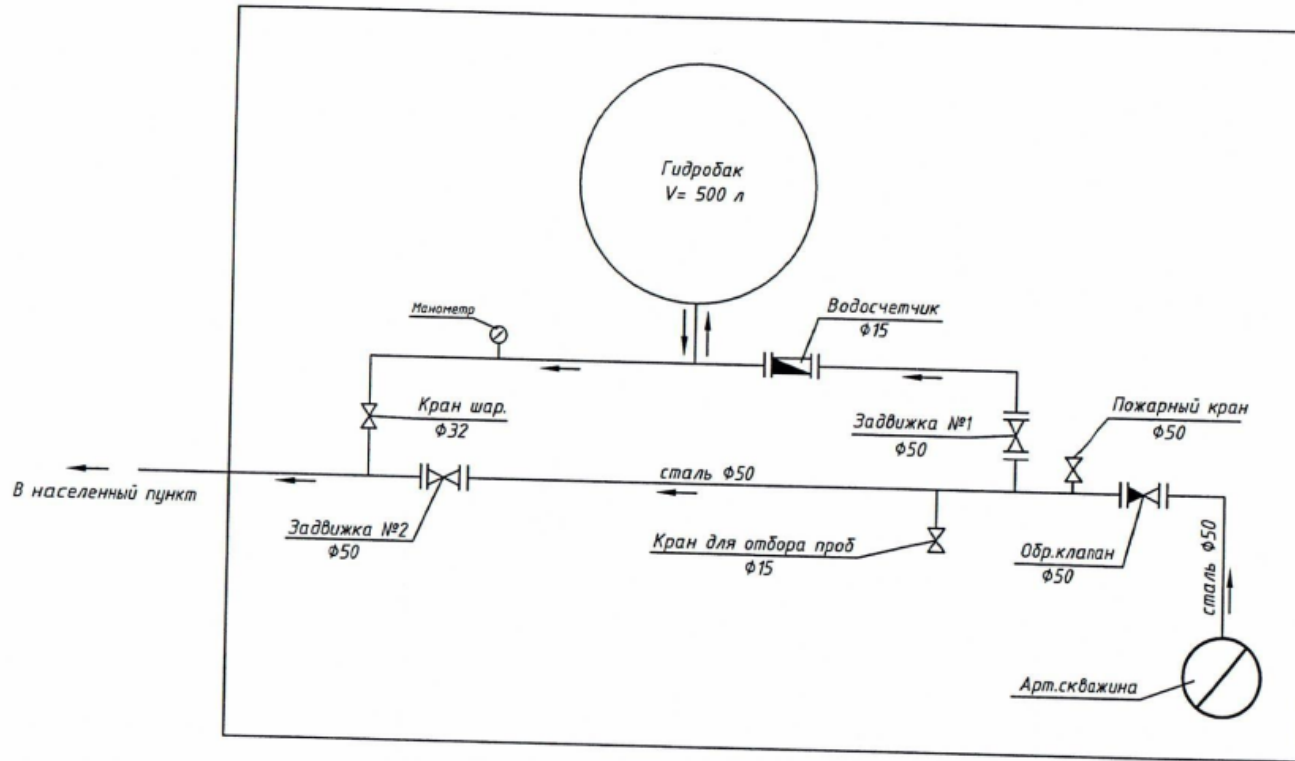 Гидробак
V= 500 л
Манометр
Водосчетчик
Ф15
Кран шар.
Ф32
Задвижка №1
Ф50
Пожарный кран
Ф50
В населенный пункт
сталь Ф50
Задвижка №2
Ф50
Кран для отбора проб
Ф15
Обр.клапан
Ф50
сталь Ф50
Арт.скважина